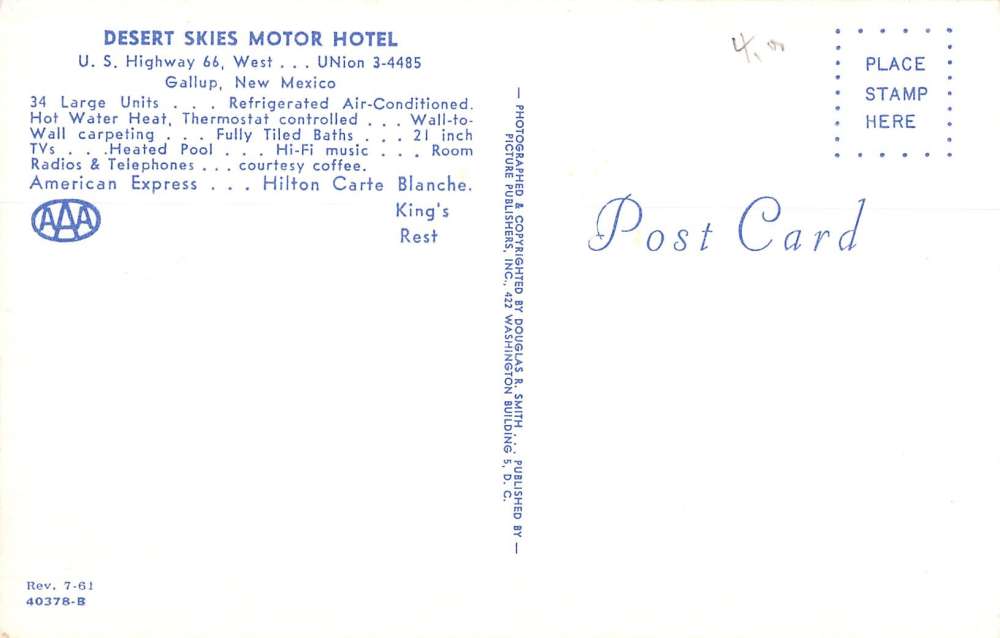 DESERT SKIES MOTOR HOTEL
U. S. Highway 66, West . . . UNion 3-4485
Gallup, New Mexico
34 Large Units . . . Refrigerated Air-Conditioned.
Hot Water Heat, Thermostat controlled . . . Wall-to-
Wall carpeting . . . Fully Tiled Baths . . . 21 inch
TVs . . .Heated Pool . . . Hi-Fi music . . . Room
Radios & Telephones . . . courtesy coffee.
American Express . . . Hilton Carte Blanche.
AAA
King's
Rest
Rev. 7-61
40378-B
— PHOTOGRAPHED & COPYRIGHTED BY DOUGLAS R. SMITH . . . PUBLISHED BY —
PICTURE PUBLISHERS, INC., 422 WASHINGTON BUILDING 5, D. C.
4.00
PLACE
STAMP
HERE
Post Card